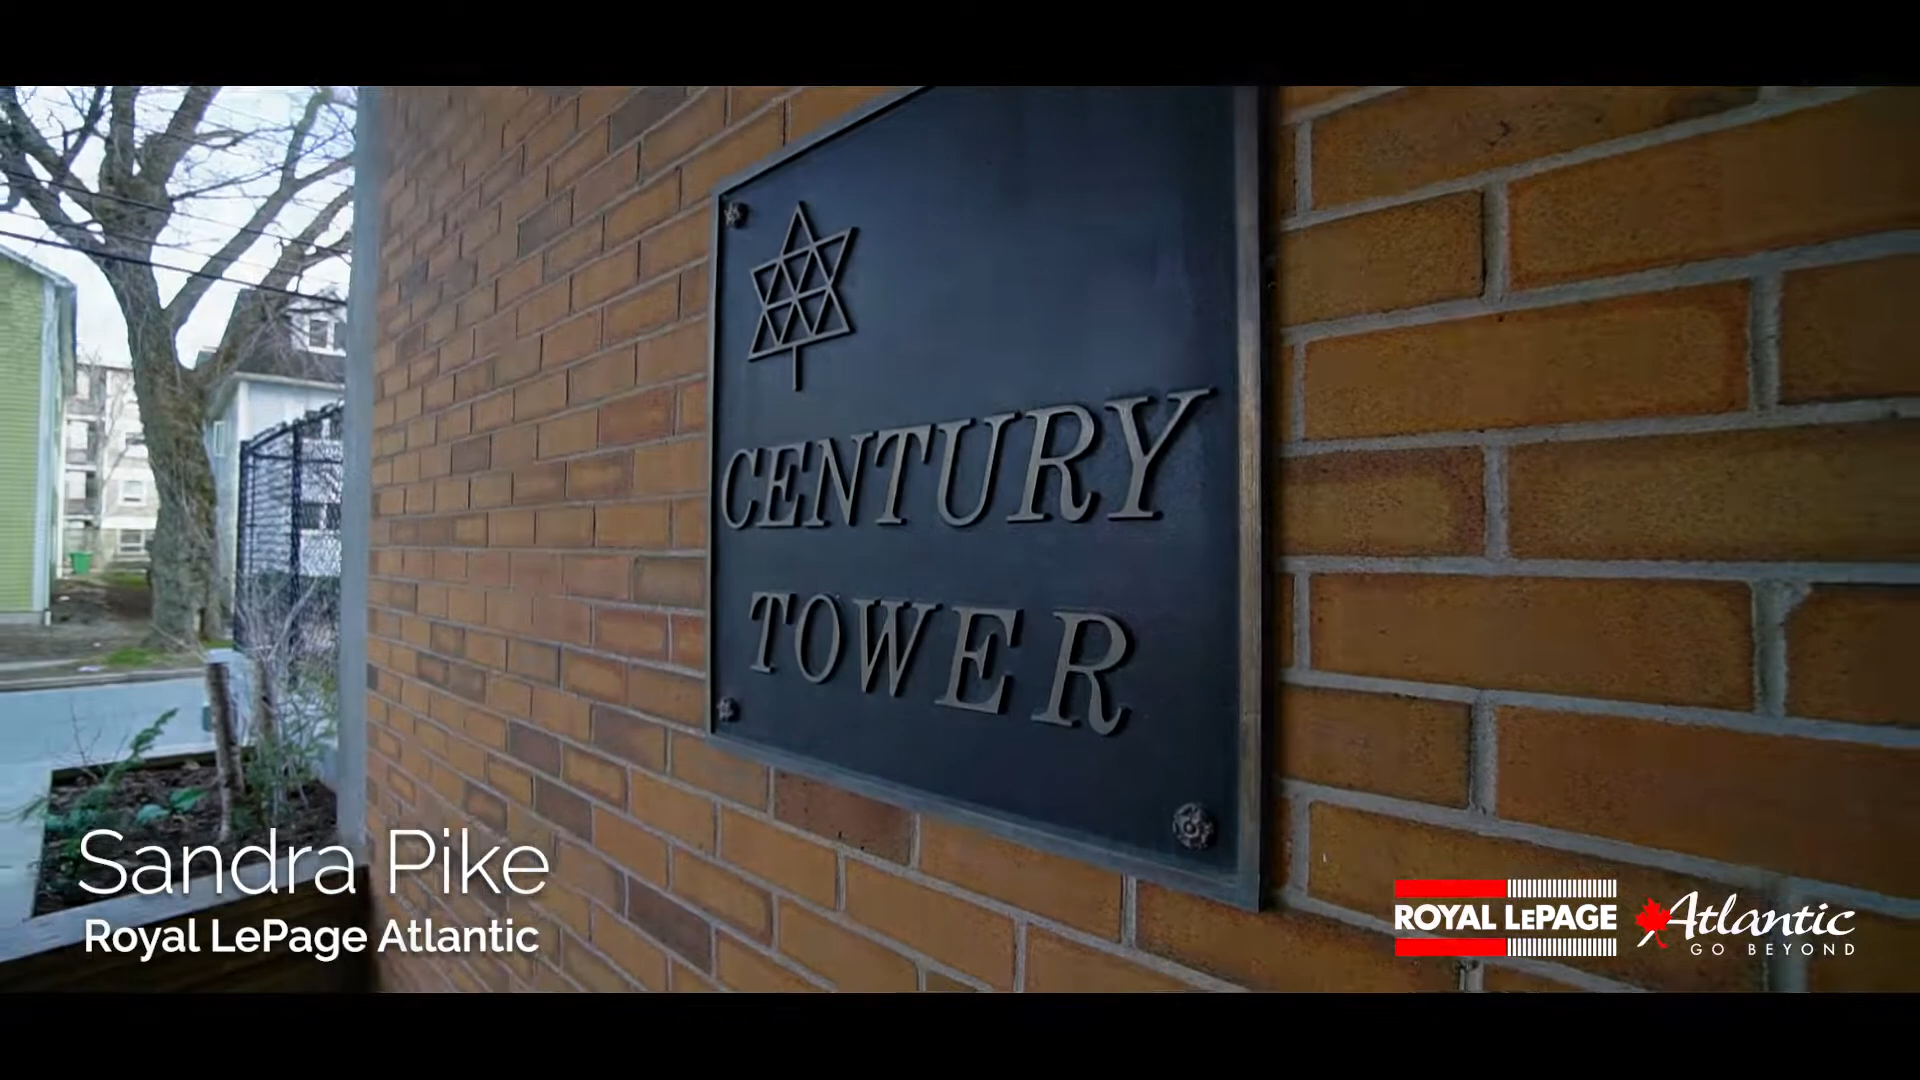 CENTURY
TOWER
Sandra Pike
Royal LePage Atlantic
ROYAL LEPAGE
Atlantic
GO BEYOND